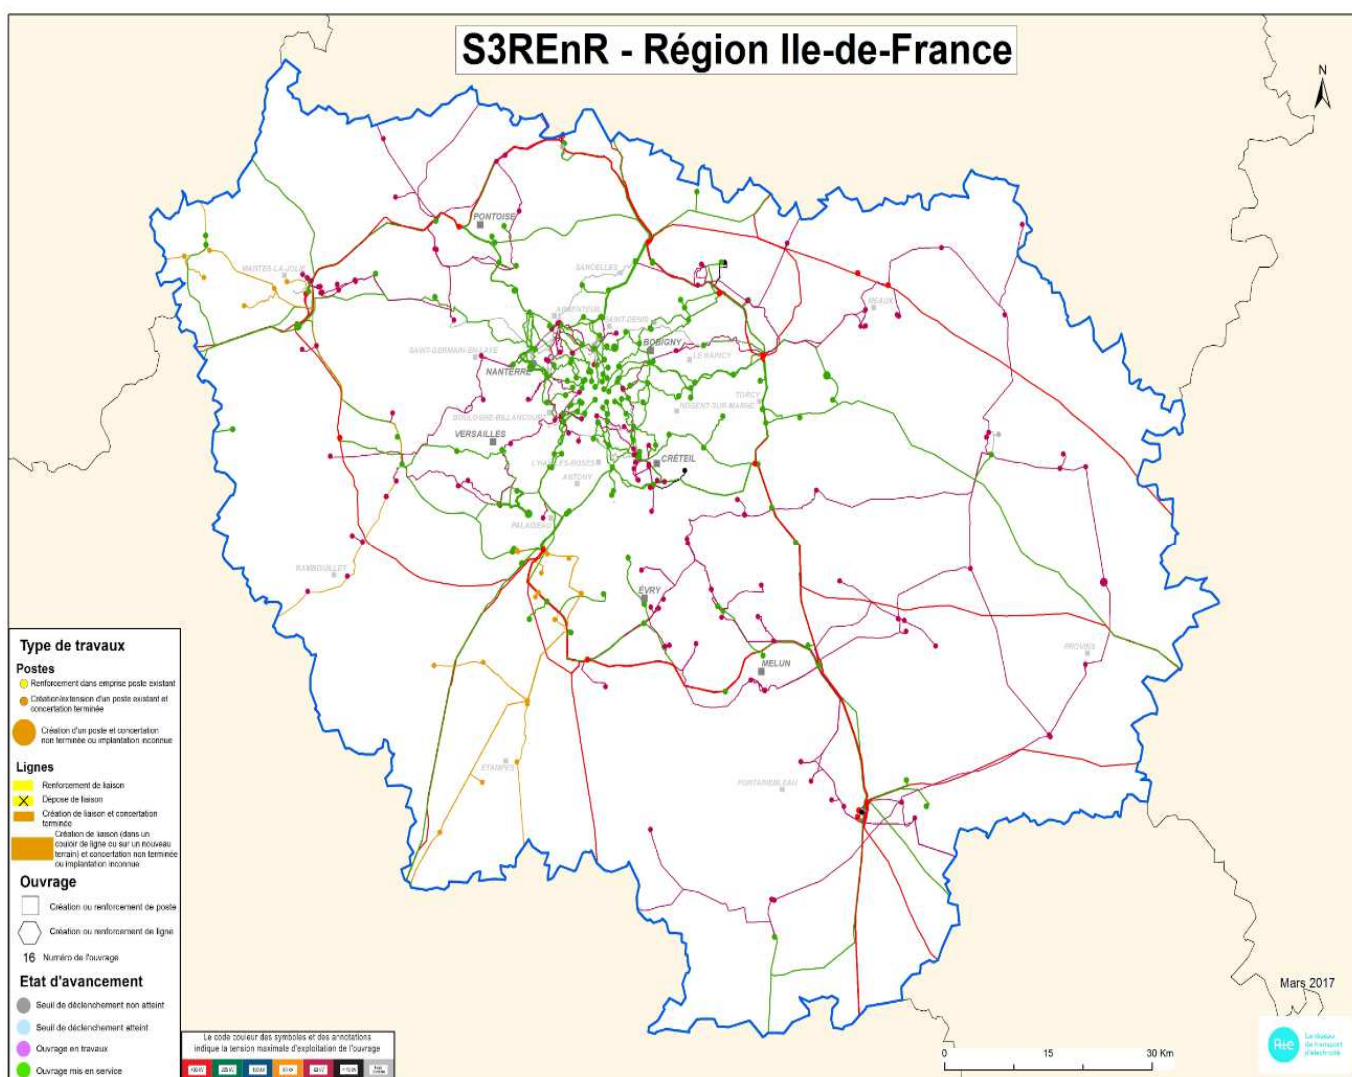 S3REnR - Région Ile-de-France
N
PONTOISE
MANTES-LA-JOLIE
SARCELLES
ARGENTEUIL
SAINT-DENIS
MEAUX
BOBIGNY
SAINT-GERMAIN-EN-LAYE
LE RAINCY
NANTERRE
TORCY
NOGENT-SUR-MARNE
BOULOGNE-BILLANCOURT
VERSAILLES
L'HAY-LES-ROSES
CRÉTEIL
ANTONY
PALAISEAU
RAMBOUILLET
ÉVRY
PROVINS
MELUN
ETAMPES
FONTAINEBLEAU
Type de travaux
Postes
Renforcement dans emprise poste existant
Création/extension d'un poste existant et
concertation terminée
Création d'un poste et concertation
non terminée ou implantation inconnue
Lignes
Renforcement de liaison
Dépose de liaison
Création de liaison et concertation
terminée
Création de liaison (dans un
couloir de ligne ou sur un nouveau
terrain) et concertation non terminée
ou implantation inconnue
Ouvrage
Création ou renforcement de poste
Création ou renforcement de ligne
16 Numéro de l'ouvrage
Etat d'avancement
Seuil de déclenchement non atteint
Seuil de déclenchement atteint
Ouvrage en travaux
Ouvrage mis en service
Le code couleur des symboles et des annotations
indique la tension maximale d'exploitation de l'ouvrage
Mars 2017
0 15 30 Km
Rte
Le réseau
de transport
d'électricité